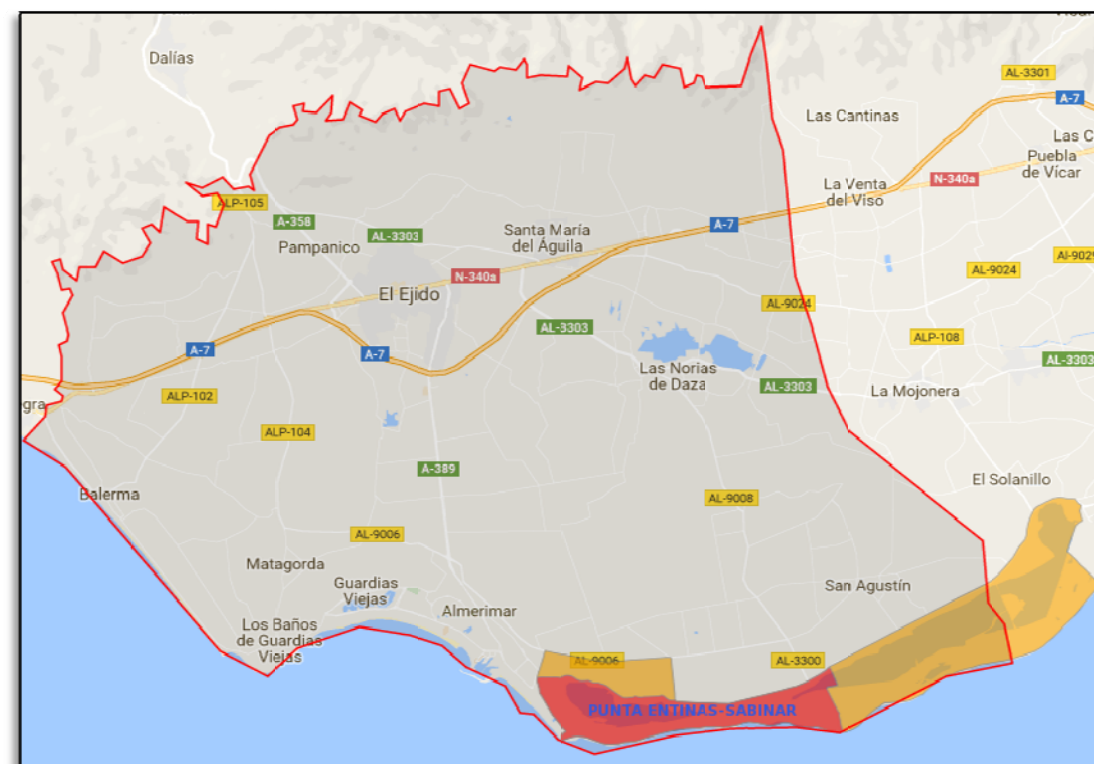 Dalías
AL-3301
A-7
Las Cantinas
Las C
Puebla
de Vícar
N-340a
La Venta
del Viso
ALP-105
A-358
Pampanico
AL-3303
Santa María
del Águila
A-7
Al-9029
AL-9024
N-340a
El Ejido
AL-9024
AL-3303
ALP-108
A-7
A-7
Las Norias
de Daza
AL-3303
AL-3303
La Mojonera
egra
ALP-102
ALP-104
A-389
El Solanillo
Balerma
AL-9008
AL-9006
Matagorda
Guardias
Viejas
San Agustín
Almerimar
Los Baños
de Guardias
Viejas
AL-9006
AL-3300
PUNTA ENTINAS-SABINAR